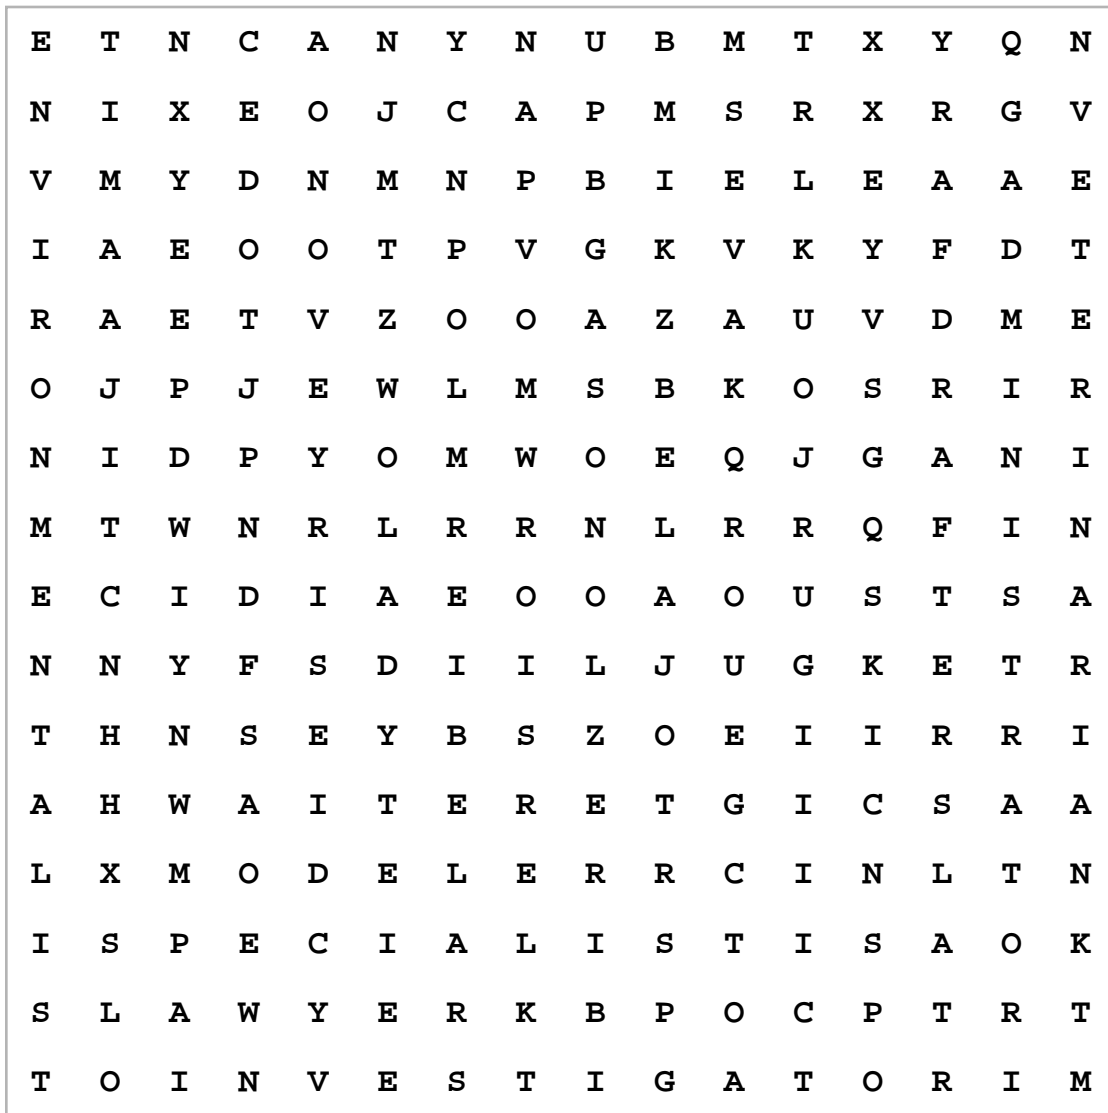 E T N C A N Y N U B M T X Y Q N
N I X E O J C A P M S R X R G V
V M Y D N M N P B I E L E A A E
I A E O O T P V G K V K Y F D T
R A E T V Z O O A Z A U V D M E
O J P J E W L M S B K O S R I R
N I D P Y O M W O E Q J G A N I
M T W N R L R R N L R R Q F I N
E C I D I A E O O A O U S T S A
N N Y F S D I I L J U G K E T R
T H N S E Y B S Z O E I I R R I
A H W A I T E R E T G I C S A A
L X M O D E L E R R C I N L T N
I S P E C I A L I S T I S A O K
S L A W Y E R K B P O C P T R T
T O I N V E S T I G A T O R I M